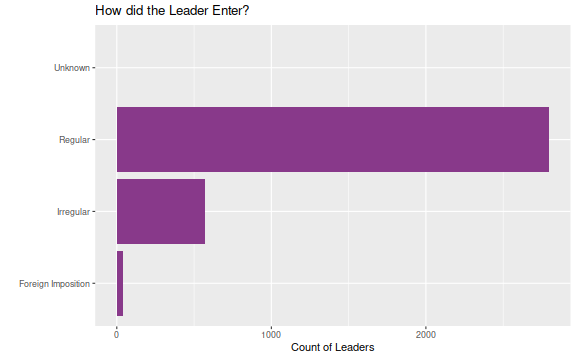 How did the Leader Enter?
Unknown
Regular
Irregular
Foreign Imposition
0 1000 2000
Count of Leaders